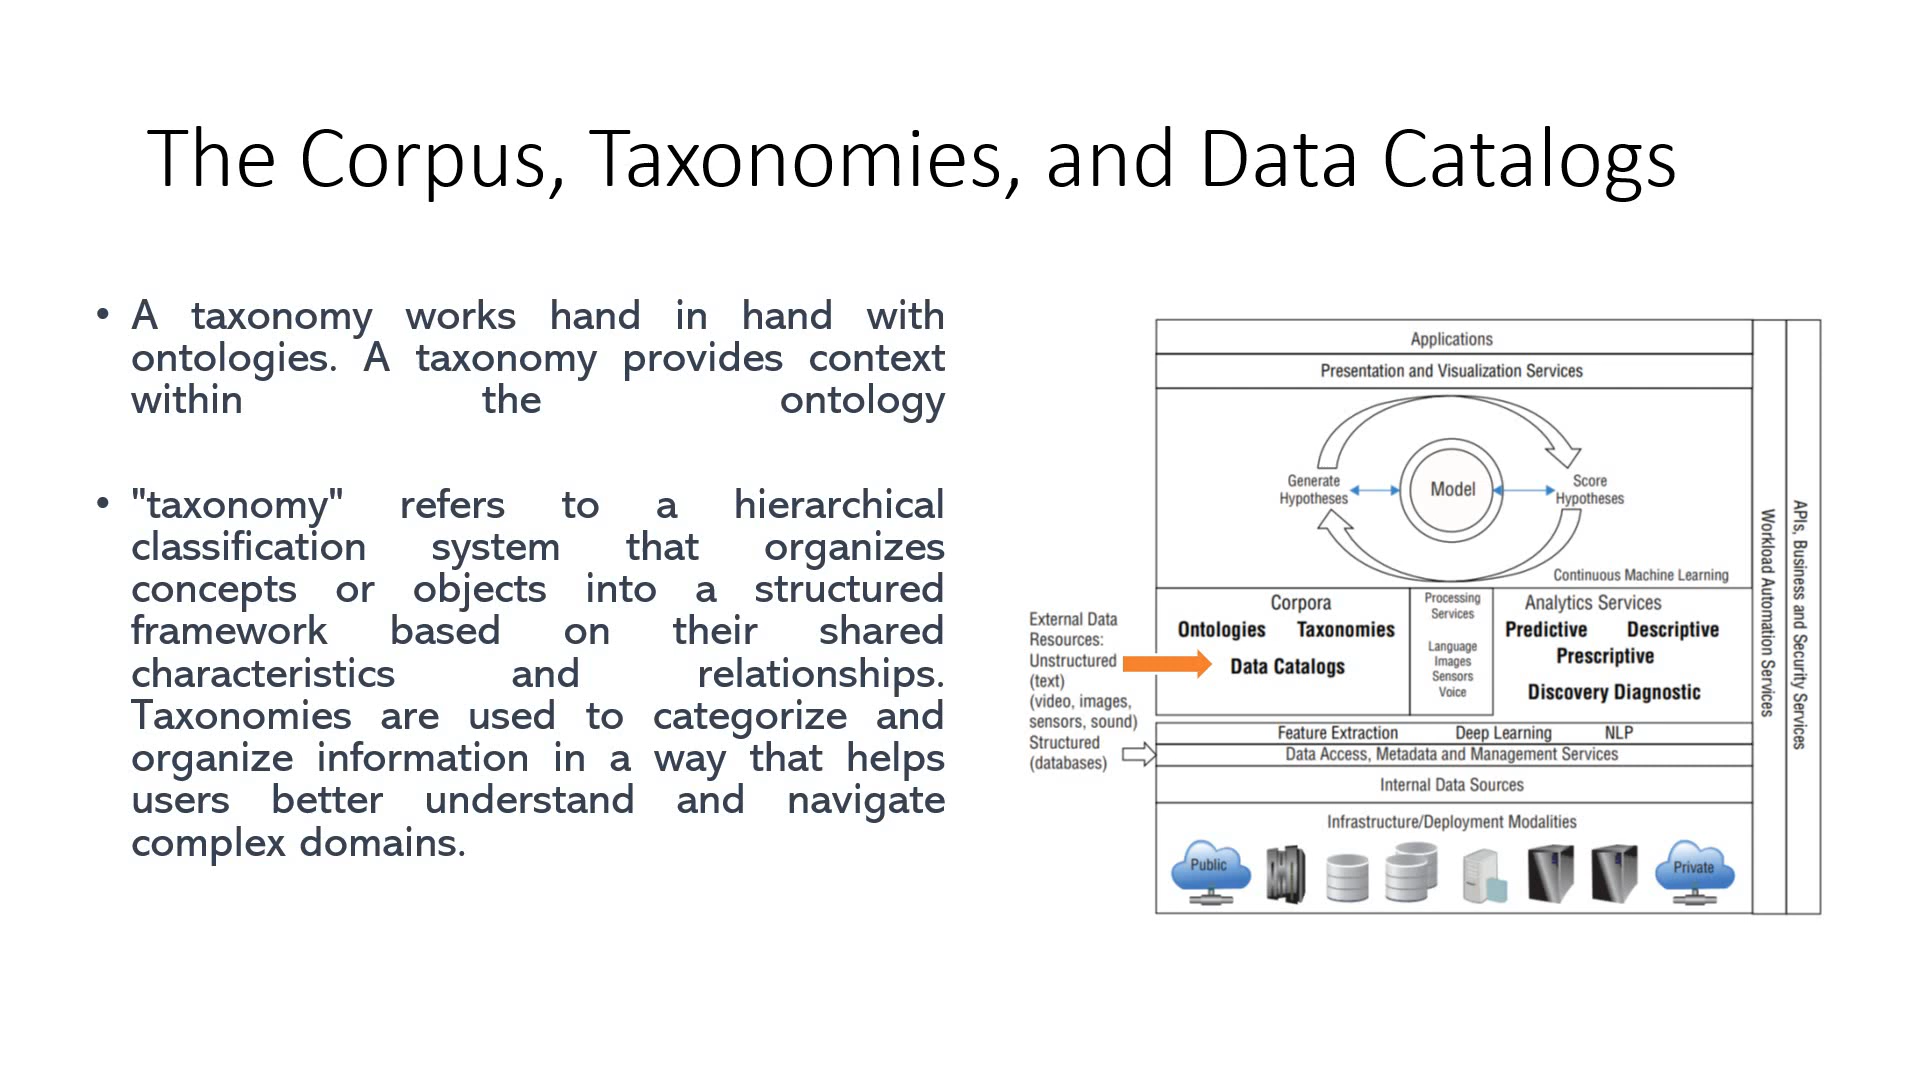 The Corpus, Taxonomies, and Data Catalogs
• A taxonomy works hand in hand with
ontologies. A taxonomy provides context
within the ontology
• "taxonomy" refers to a hierarchical
classification system that organizes
concepts or objects into a structured
framework based on their shared
characteristics and relationships.
Taxonomies are used to categorize and
organize information in a way that helps
users better understand and navigate
complex domains.
Applications
Presentation and Visualization Services
Generate
Hypotheses
Model
Score
Hypotheses
Continuous Machine Learning
External Data
Resources:
Unstructured
(text)
(video, images,
sensors, sound)
Structured
(databases)
Corpora
Ontologies Taxonomies
Data Catalogs
Processing
Services
Language
Images
Sensors
Voice
Analytics Services
Predictive Descriptive
Prescriptive
Discovery Diagnostic
Feature Extraction Deep Learning NLP
Data Access, Metadata and Management Services
Internal Data Sources
Infrastructure/Deployment Modalities
Public
Private
Workload Automation Services
APIs, Business and Security Services